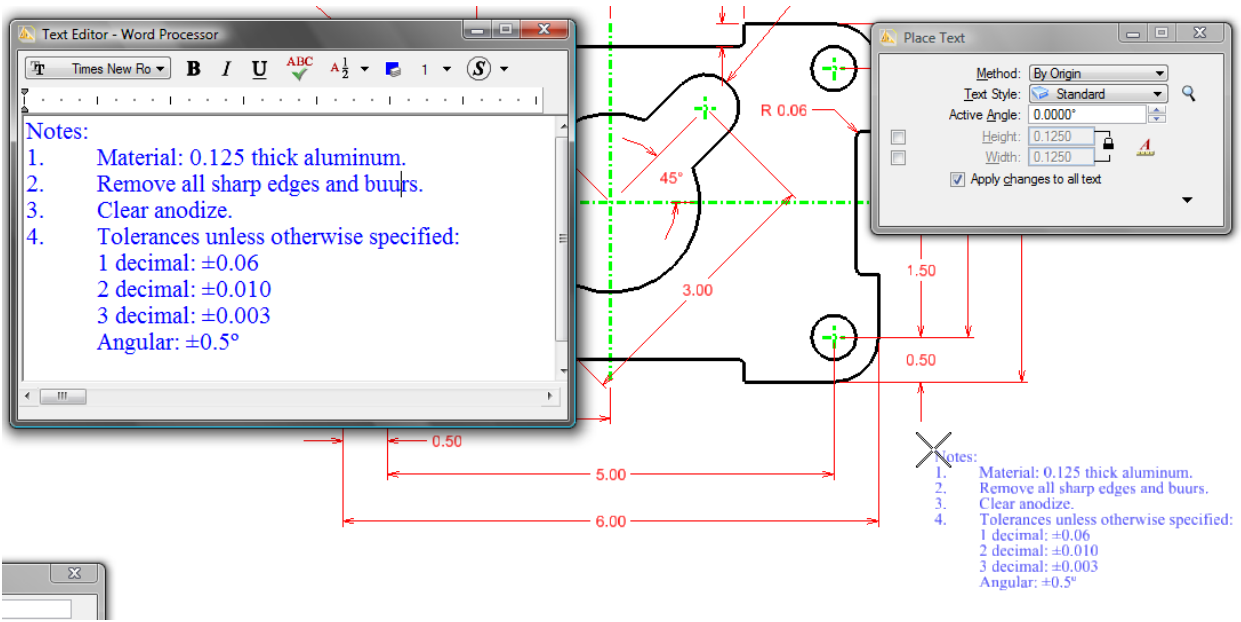 Text Editor - Word Processor
Times New Ro
B I U ABC A 1 2 1 S
Notes:
1. Material: 0.125 thick aluminum.
2. Remove all sharp edges and buurs.
3. Clear anodize.
4. Tolerances unless otherwise specified:
1 decimal: ±0.06
2 decimal: ±0.010
3 decimal: ±0.003
Angular: ±0.5°
Place Text
Method: By Origin
Text Style: Standard
Active Angle: 0.0000°
Height: 0.1250
Width: 0.1250
A
Apply changes to all text
R 0.06
45°
3.00
1.50
0.50
0.50
5.00
6.00
Notes:
1. Material: 0.125 thick aluminum.
2. Remove all sharp edges and buurs.
3. Clear anodize.
4. Tolerances unless otherwise specified:
1 decimal: ±0.06
2 decimal: ±0.010
3 decimal: ±0.003
Angular: ±0.5°